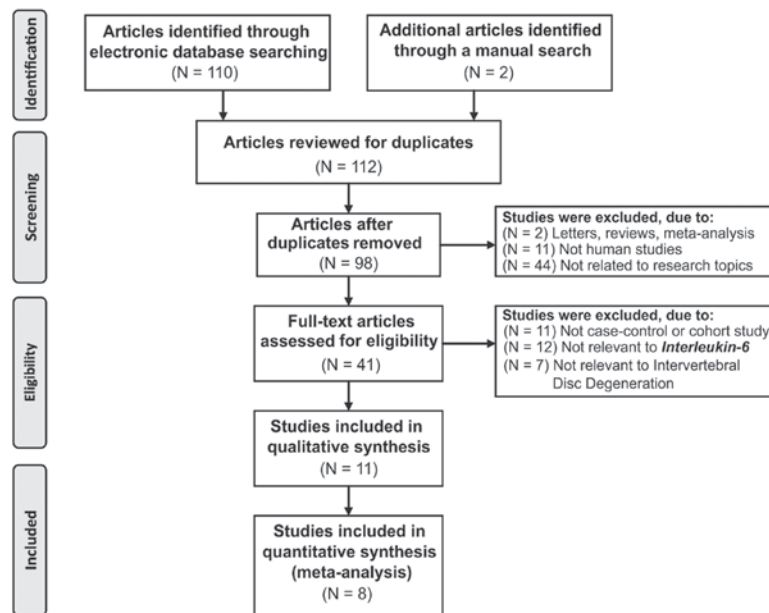 Identification
Articles identified through
electronic database searching
(N = 110)
Additional articles identified
through a manual search
(N = 2)
Screening
Articles reviewed for duplicates
(N = 112)
Articles after
duplicates removed
(N = 98)
Studies were excluded, due to:
(N = 2) Letters, reviews, meta-analysis
(N = 11) Not human studies
(N = 44) Not related to research topics
Eligibility
Full-text articles
assessed for eligibility
(N = 41)
Studies were excluded, due to:
(N = 11) Not case-control or cohort study
(N = 12) Not relevant to Interleukin-6
(N = 7) Not relevant to Intervertebral
Disc Degeneration
Studies included in
qualitative synthesis
(N = 11)
Included
Studies included in
quantitative synthesis
(meta-analysis)
(N = 8)